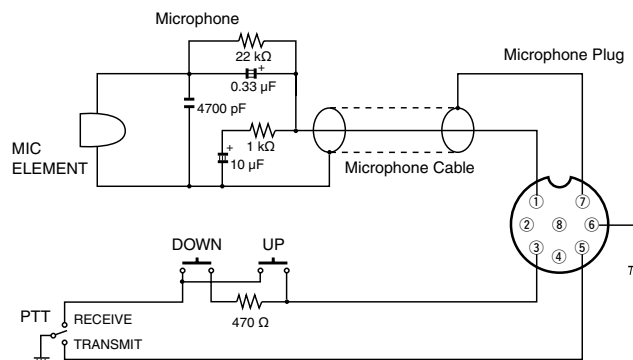 Microphone
22 kΩ
+
0.33 µF
4700 pF
+
1 kΩ
10 µF
MIC
ELEMENT
Microphone Cable
Microphone Plug
1
7
2
8
6
3
5
4
DOWN
UP
470 Ω
PTT
RECEIVE
TRANSMIT
T